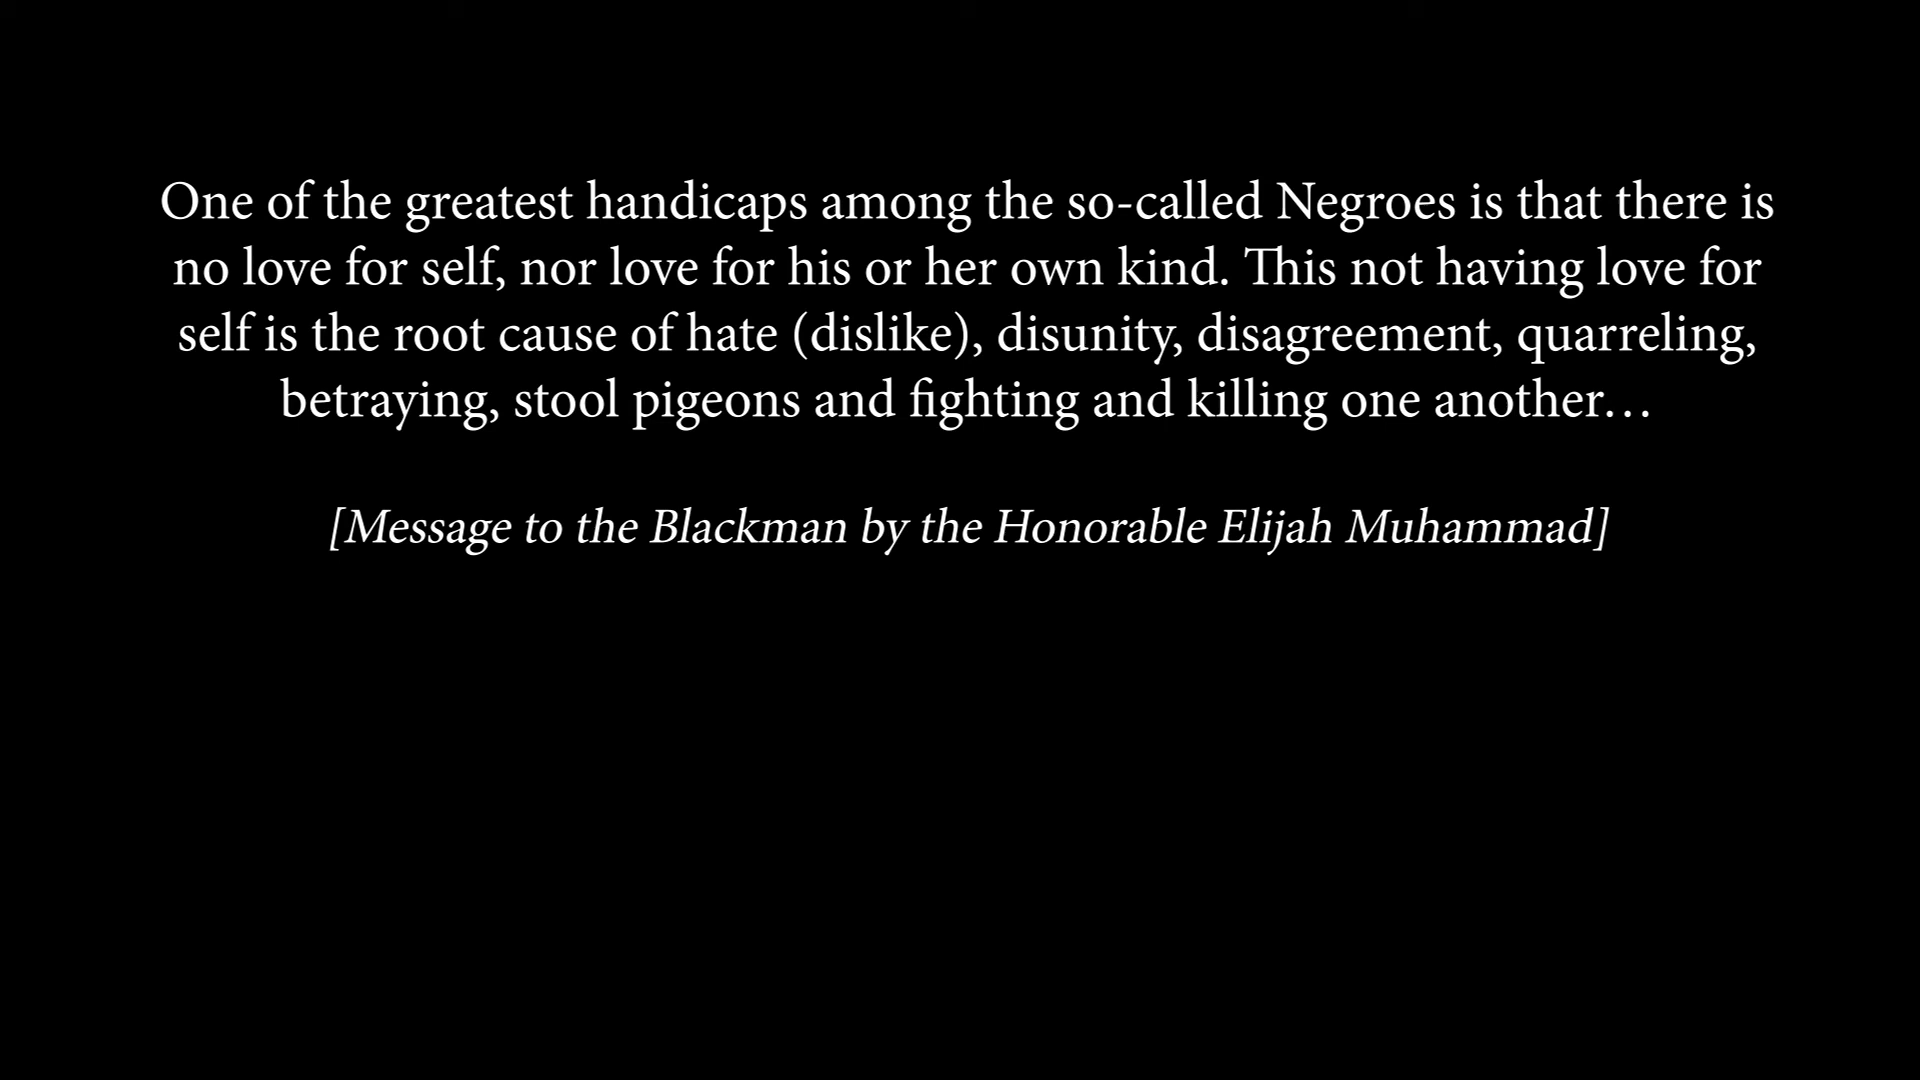 One of the greatest handicaps among the so-called Negroes is that there is
no love for self, nor love for his or her own kind. This not having love for
self is the root cause of hate (dislike), disunity, disagreement, quarreling,
betraying, stool pigeons and fighting and killing one another…
[Message to the Blackman by the Honorable Elijah Muhammad]